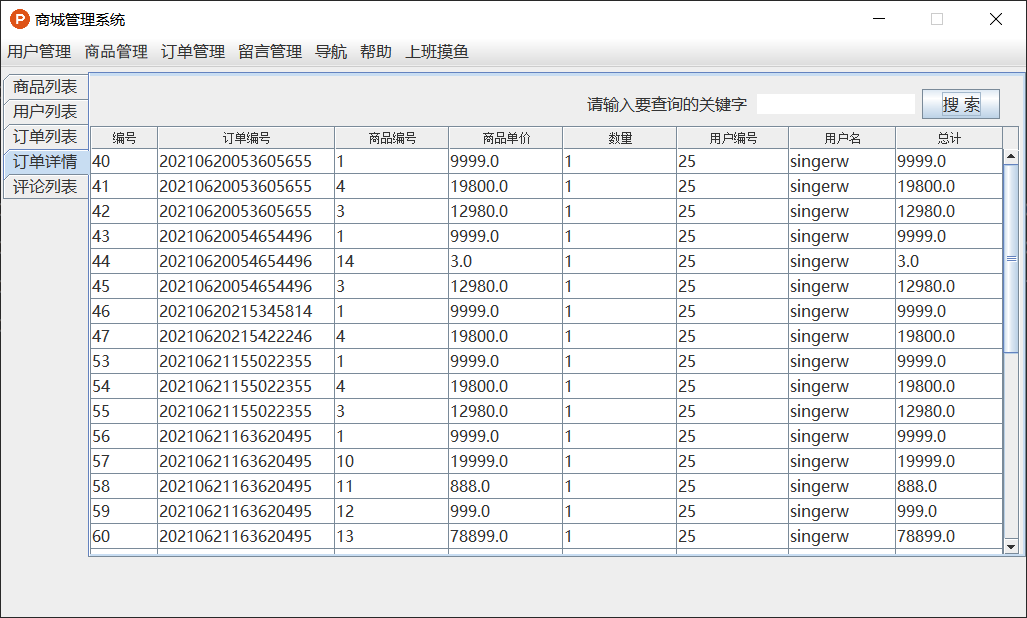 P 商城管理系统
用户管理 商品管理 订单管理 留言管理 导航 帮助 上班摸鱼
商品列表
用户列表
订单列表
订单详情
评论列表
请输入要查询的关键字 搜 索
编号 订单编号 商品编号 商品单价 数量 用户编号 用户名 总计
40 20210620053605655 1 9999.0 1 25 singerw 9999.0
41 20210620053605655 4 19800.0 1 25 singerw 19800.0
42 20210620053605655 3 12980.0 1 25 singerw 12980.0
43 20210620054654496 1 9999.0 1 25 singerw 9999.0
44 20210620054654496 14 3.0 1 25 singerw 3.0
45 20210620054654496 3 12980.0 1 25 singerw 12980.0
46 20210620215345814 1 9999.0 1 25 singerw 9999.0
47 20210620215422246 4 19800.0 1 25 singerw 19800.0
53 20210621155022355 1 9999.0 1 25 singerw 9999.0
54 20210621155022355 4 19800.0 1 25 singerw 19800.0
55 20210621155022355 3 12980.0 1 25 singerw 12980.0
56 20210621163620495 1 9999.0 1 25 singerw 9999.0
57 20210621163620495 10 19999.0 1 25 singerw 19999.0
58 20210621163620495 11 888.0 1 25 singerw 888.0
59 20210621163620495 12 999.0 1 25 singerw 999.0
60 20210621163620495 13 78899.0 1 25 singerw 78899.0